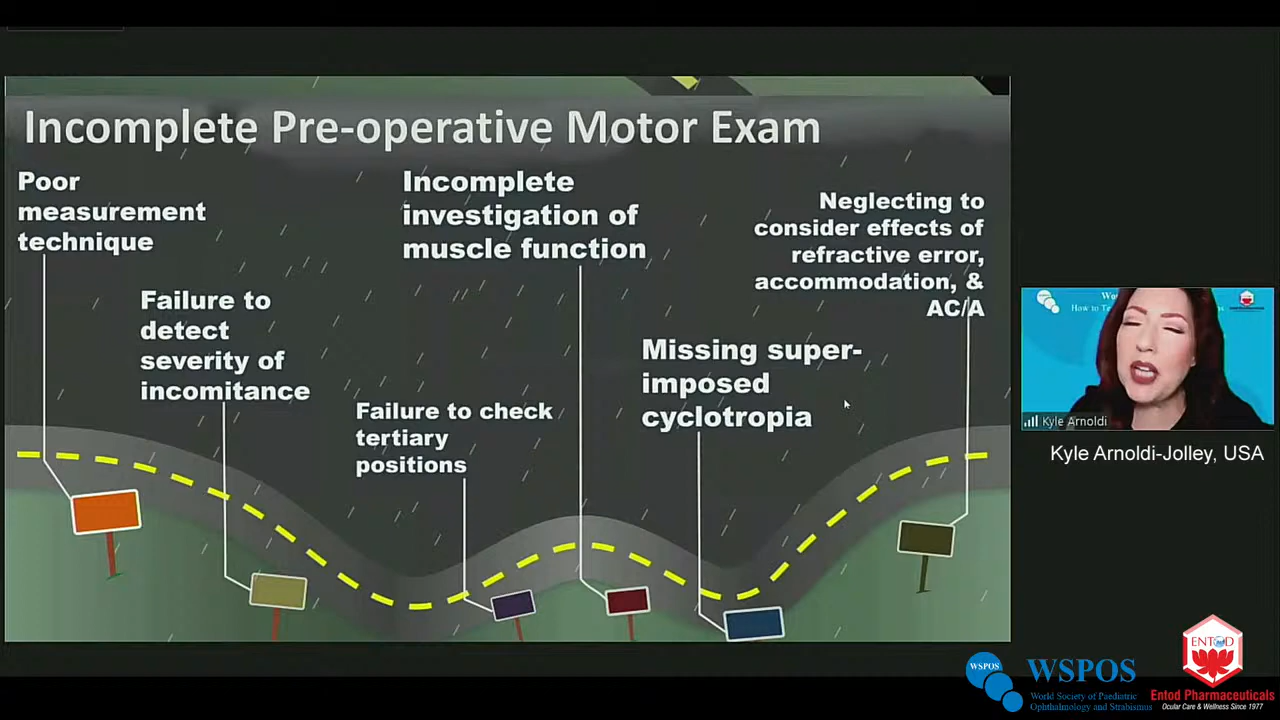 Incomplete Pre-operative Motor Exam
Poor
measurement
technique
Failure to
detect
severity of
incomitance
Failure to check
tertiary
positions
Incomplete
investigation of
muscle function
Missing super-
imposed
cyclotropia
Neglecting to
consider effects of
refractive error,
accommodation, &
AC/A
Kyle Arnoldi
Kyle Arnoldi-Jolley, USA
WSPOS
WSPOS
World Society of Paediatric
Ophthalmology and Strabismus
ENTOD
Entod Pharmaceuticals
Ocular Care & Wellness Since 1977